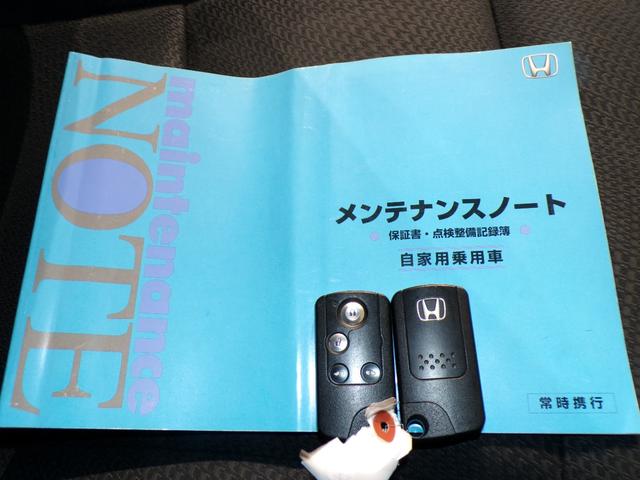 maintenance
NOTE
メンテナンスノート
保証書・点検整備記録簿
自家用乗用車
常時携行